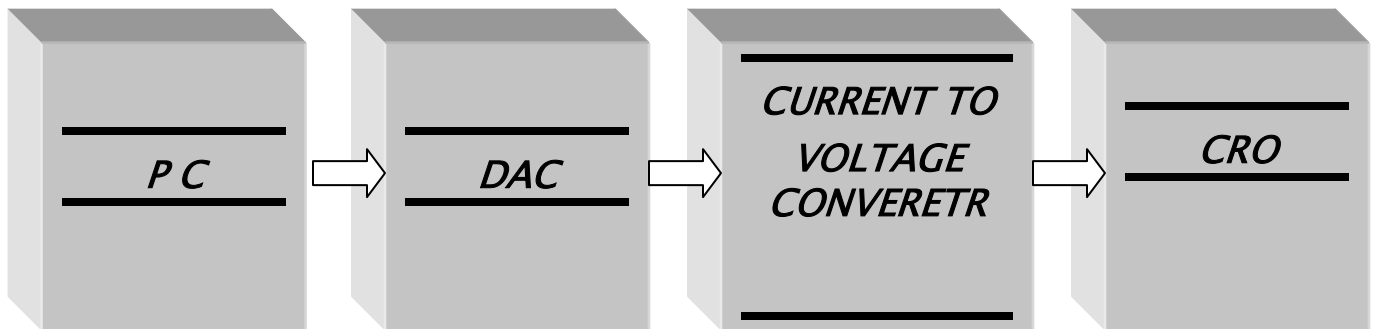 P C
DAC
CURRENT TO
VOLTAGE
CONVERETR
CRO